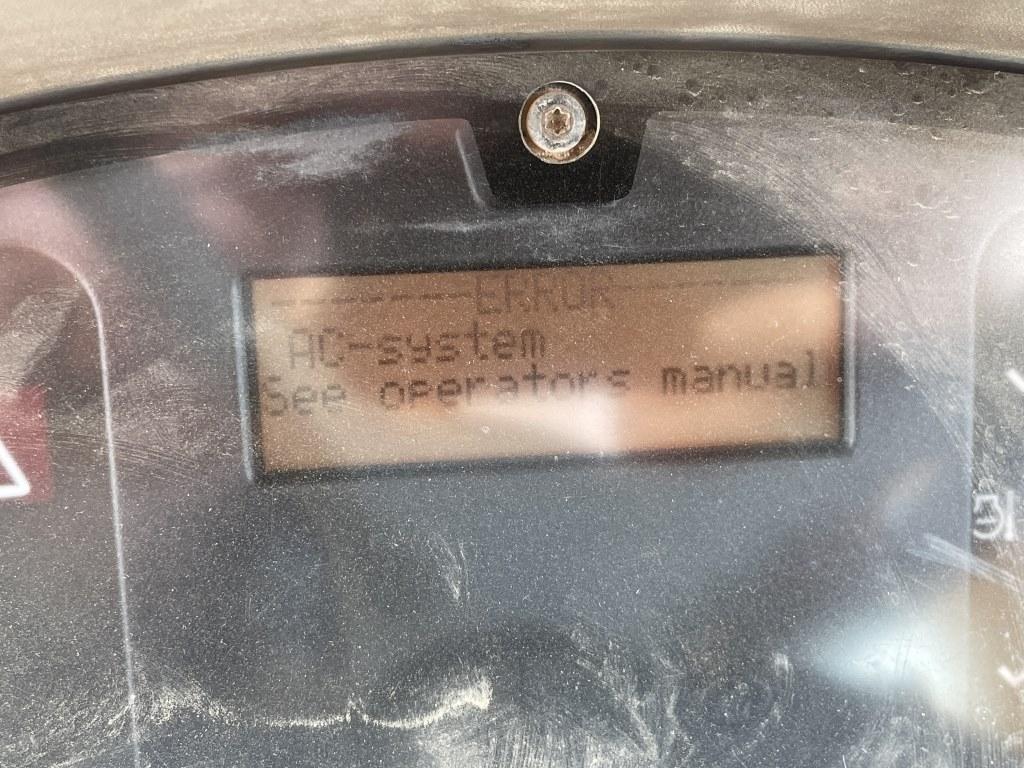 -------ERROR-------
AC-system
See operators manual